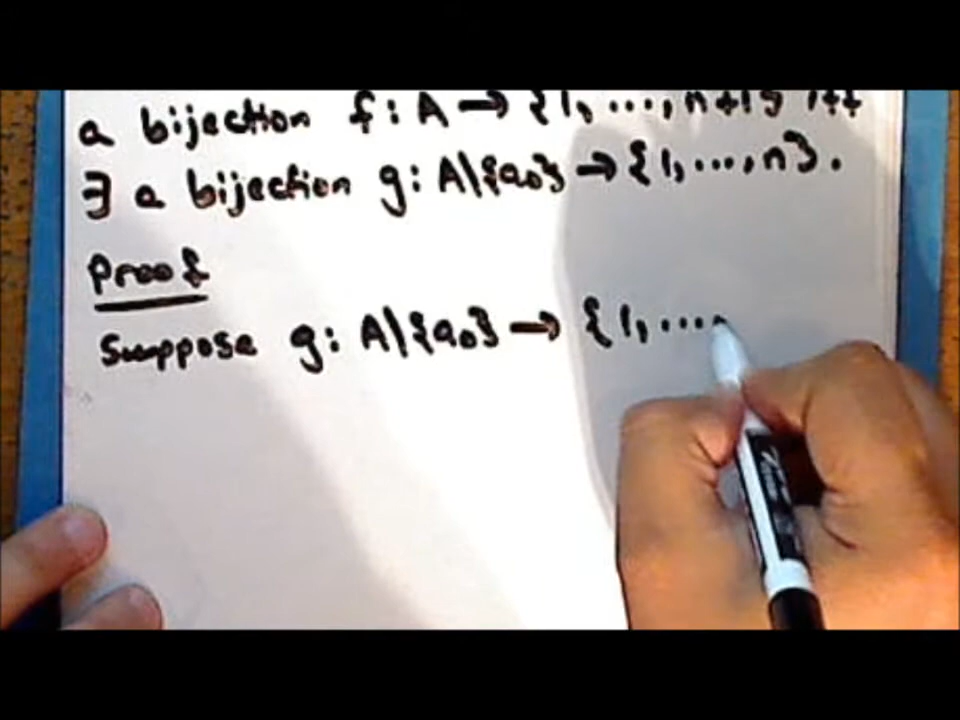 a bijection f: A → {1, ..., n+1} iff
∃ a bijection g: A\{a₀} → {1, ..., n}.
Proof
Suppose g: A\{a₀} → {1, ...